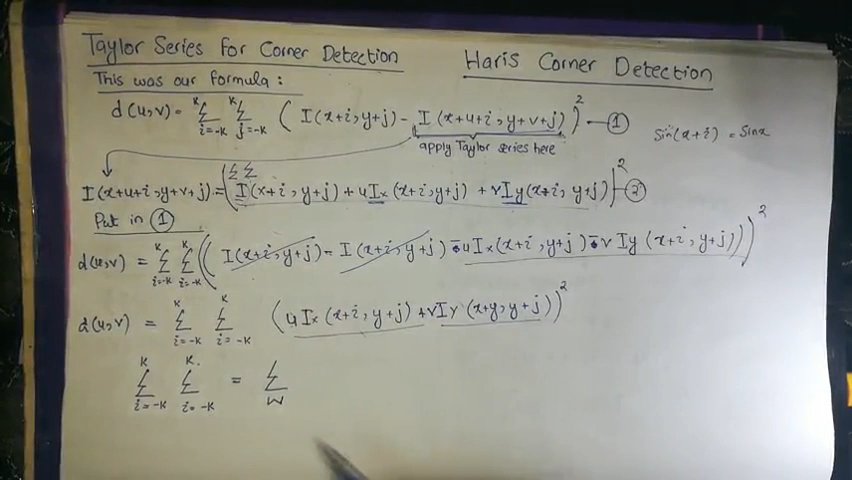 Taylor Series for Corner Detection
Haris Corner Detection
This was our formula:
d(u,v) = Σ_{i=-K}^{K} Σ_{j=-K}^{K} ( I(x+i, y+j) - I(x+u+i, y+v+j) )^2 — ①
apply Taylor series here
Sin(x+i) = Sinx
I(x+u+i, y+v+j) = ( ΣΣ I(x+i, y+j) + uIx(x+i, y+j) + vIy(x+i, y+j) )^2 — ②
Put in ①
d(u,v) = Σ_{i=-K}^{K} Σ_{i=-K}^{K} ( ( I(x+i, y+j) - I(x+i, y+j) - uIx(x+i, y+j) - vIy(x+i, y+j) ) )^2
d(u,v) = Σ_{i=-K}^{K} Σ_{i=-K}^{K} ( uIx(x+i, y+j) + vIy(x+y, y+j) )^2
Σ_{i=-K}^{K} Σ_{i=-K}^{K} = Σ_W